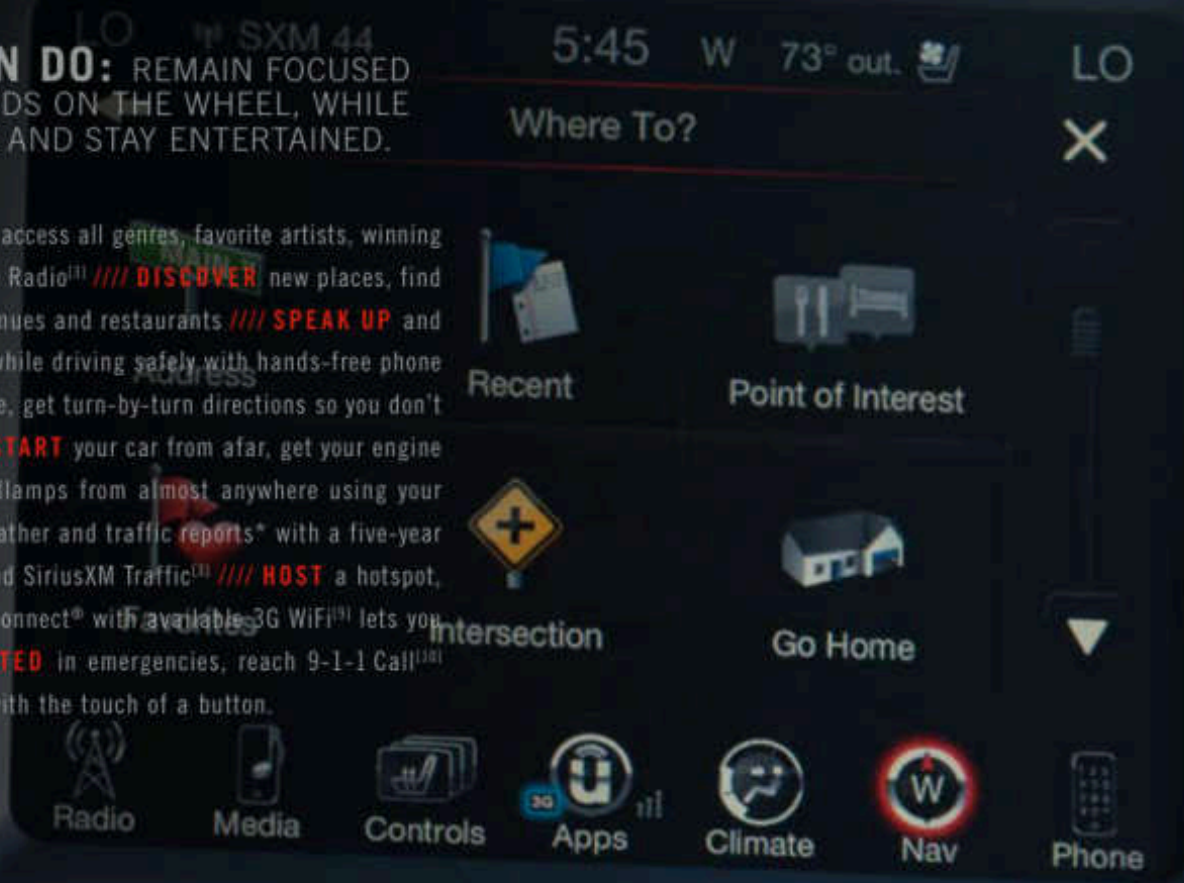 LO SXM 44 5:45 W 73° out. LO
N DO: REMAIN FOCUSED
DS ON THE WHEEL, WHILE
AND STAY ENTERTAINED.
Where To?
access all genres, favorite artists, winning
Radio[3] //// DISCOVER new places, find
nues and restaurants //// SPEAK UP and
while driving safely with hands-free phone
e, get turn-by-turn directions so you don't
START your car from afar, get your engine
dlamps from almost anywhere using your
ather and traffic reports* with a five-year
d SiriusXM Traffic[3] //// HOST a hotspot,
onnect® with available 3G WiFi[9] lets you
TED in emergencies, reach 9-1-1 Call[10]
with the touch of a button.
MAIN
Address
Recent
Point of Interest
Favorites
Intersection
Go Home
Radio
Media
Controls
3G
Apps
Climate
W
Nav
Phone